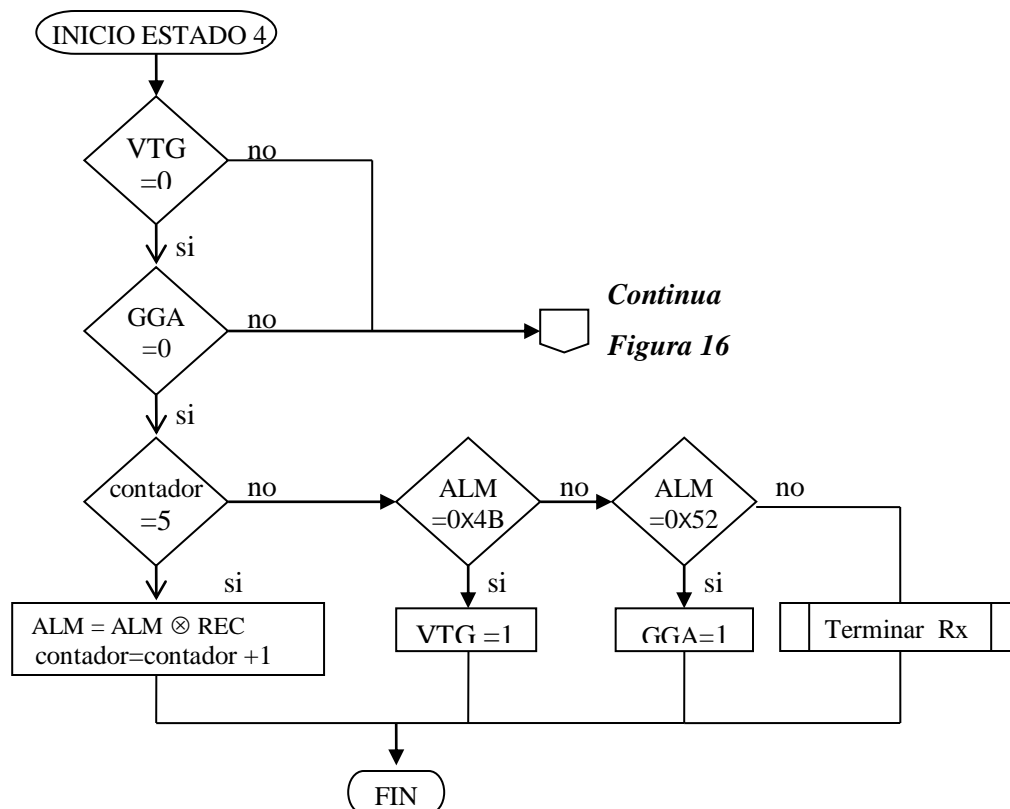 INICIO ESTADO 4
VTG
=0
no
si
GGA
=0
no
Continua
Figura 16
si
contador
=5
no
ALM
=0x4B
no
ALM
=0x52
no
si
si
si
ALM = ALM ⊗ REC
contador=contador +1
VTG =1
GGA=1
Terminar Rx
FIN